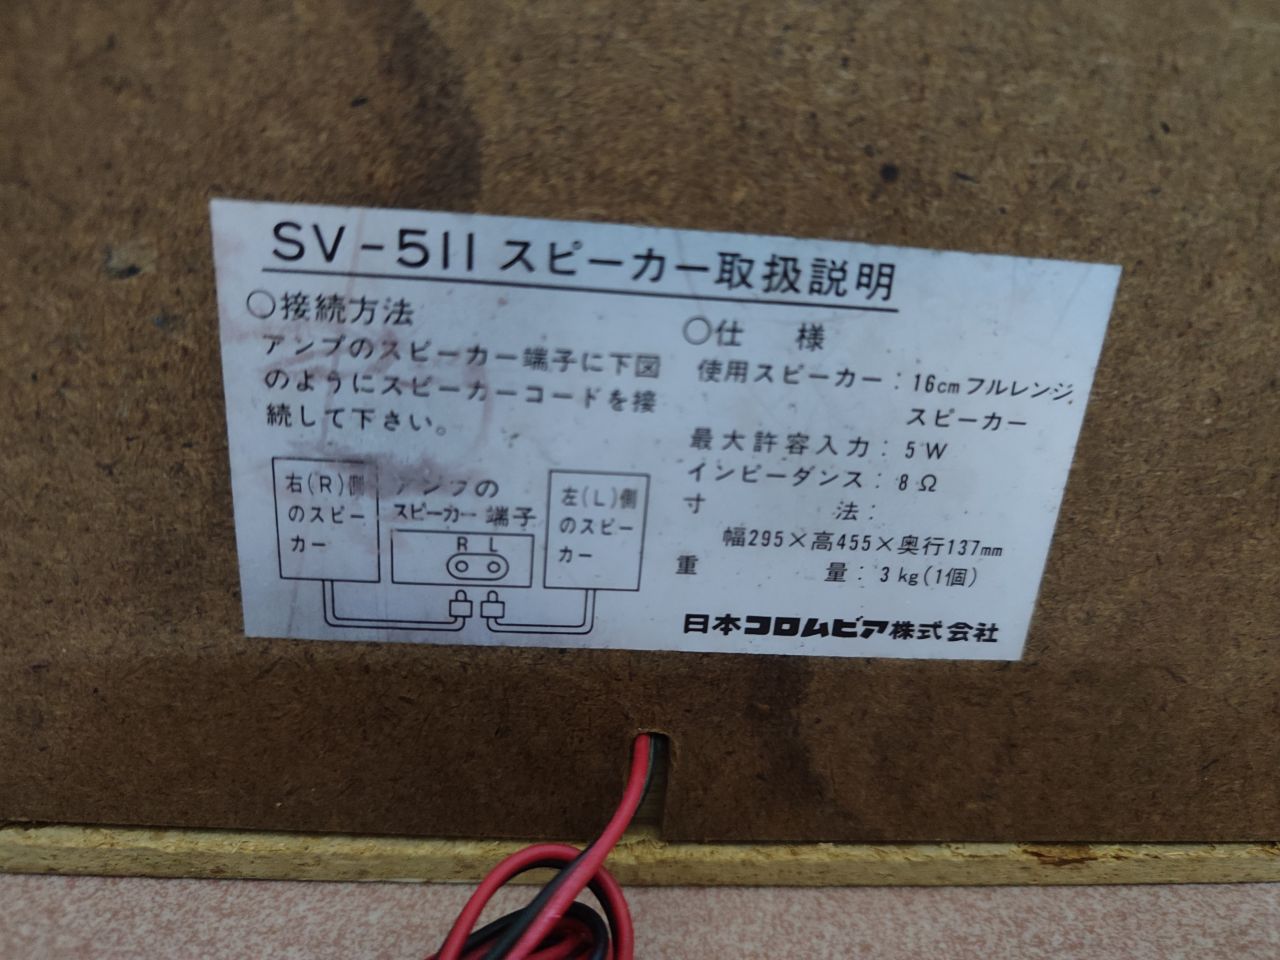 SV-511 スピーカー取扱説明
○接続方法
アンプのスピーカー端子に下図
のようにスピーカーコードを接
続して下さい。
右(R)側
のスピー
カー
アンプの
スピーカー端子
R L
左(L)側
のスピー
カー
○仕 様
使用スピーカー：16cmフルレンジ
スピーカー
最大許容入力：5W
インピーダンス：8Ω
寸 法：
幅295×高455×奥行137mm
重 量：3kg(1個)
日本コロムビア株式会社